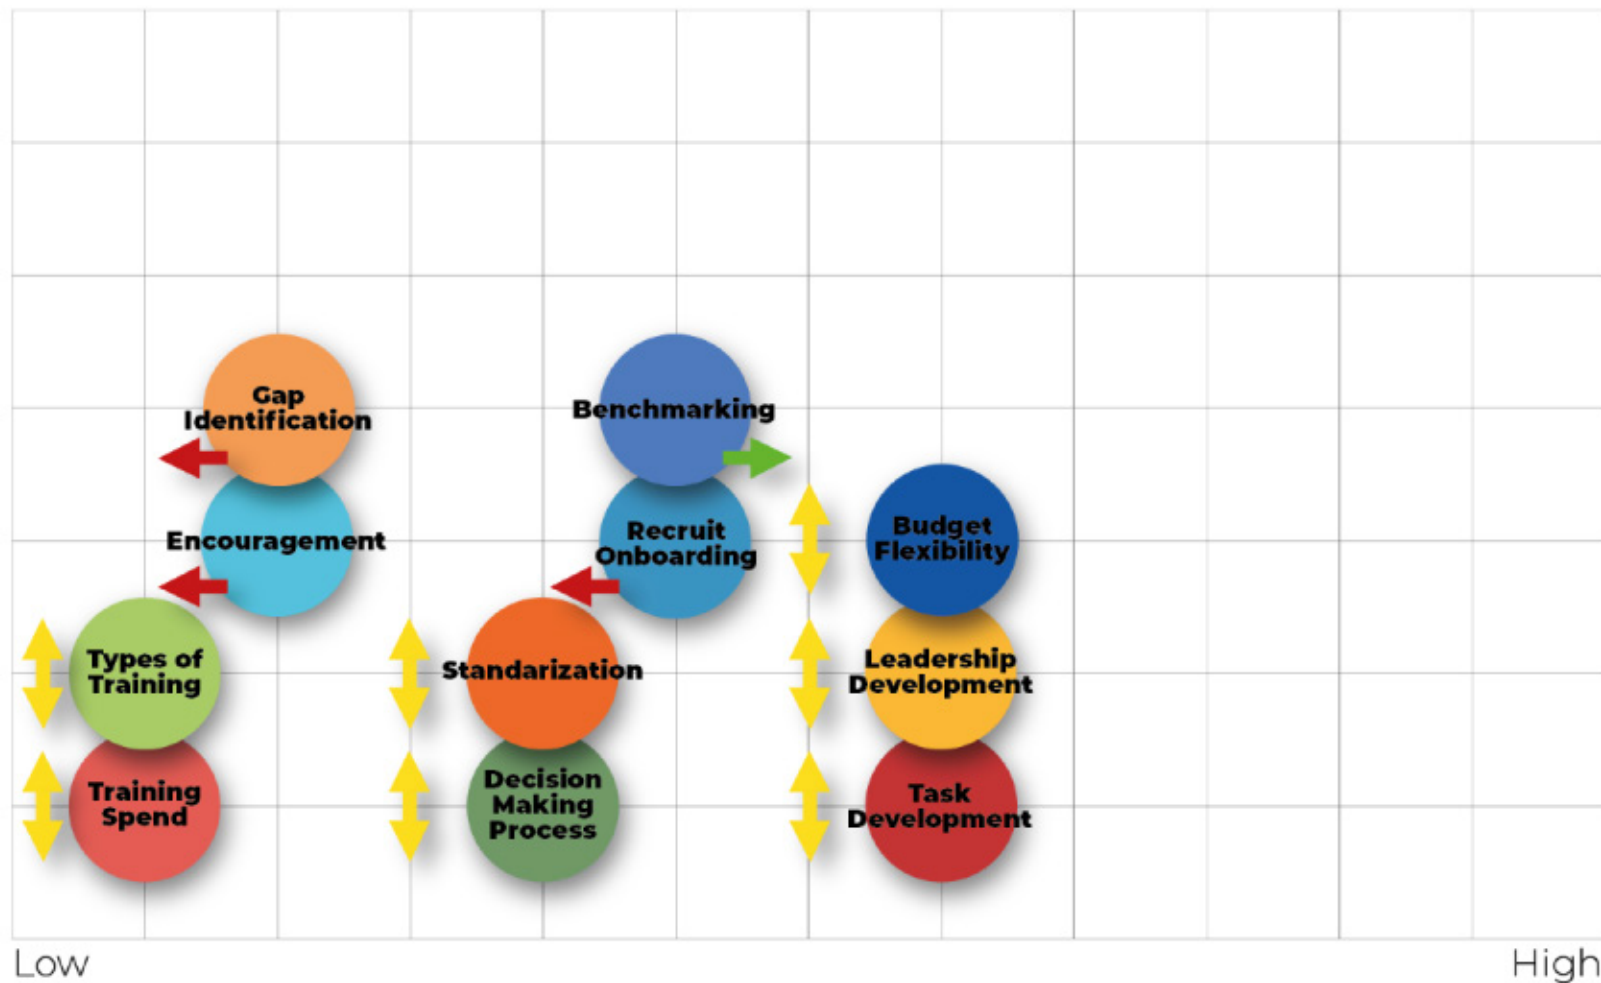 Gap
Identification
Benchmarking
Encouragement
Recruit
Onboarding
Budget
Flexibility
Types of
Training
Standarization
Leadership
Development
Training
Spend
Decision
Making
Process
Task
Development
Low
High